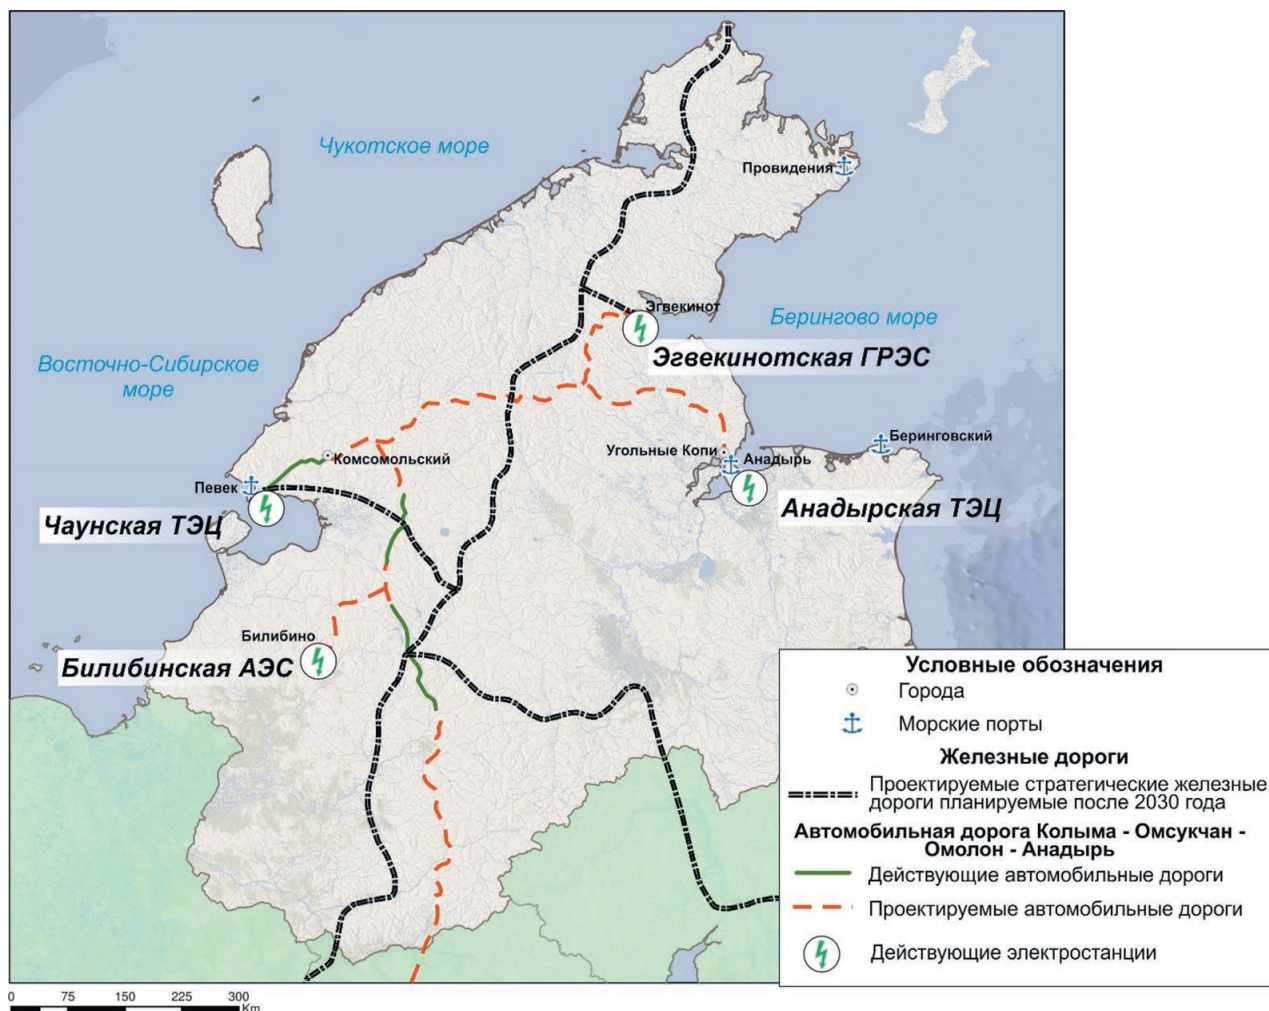 Чукотское море
Провидения
Эгвекинот
Берингово море
Эгвекинотская ГРЭС
Восточно-Сибирское
море
Беринговский
Угольные Копи
Комсомольский
Анадырь
Певек
Анадырская ТЭЦ
Чаунская ТЭЦ
Билибино
Билибинская АЭС
Условные обозначения
Города
Морские порты
Железные дороги
Проектируемые стратегические железные
дороги планируемые после 2030 года
Автомобильная дорога Колыма - Омсукчан -
Омолон - Анадырь
Действующие автомобильные дороги
Проектируемые автомобильные дороги
Действующие электростанции
0 75 150 225 300
Km